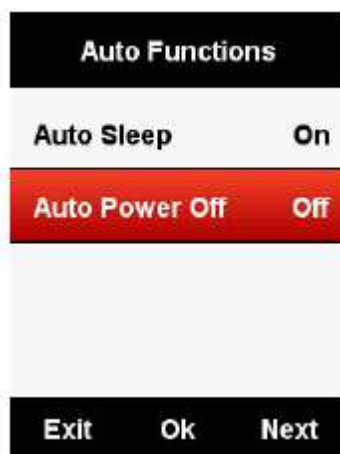 Auto Functions
Auto Sleep On
Auto Power Off Off
Exit Ok Next